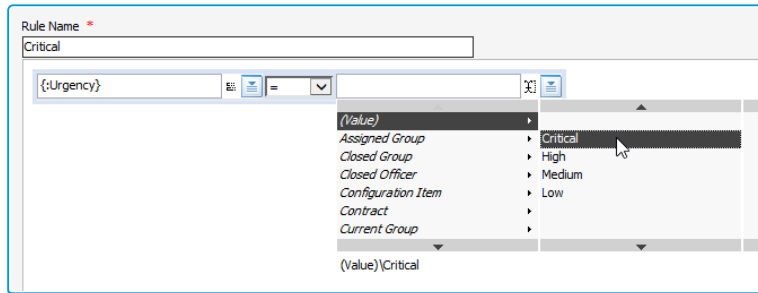 Rule Name *
Critical
{:Urgency} =
(Value)
Assigned Group
Closed Group
Closed Officer
Configuration Item
Contract
Current Group
Critical
High
Medium
Low
(Value)\Critical